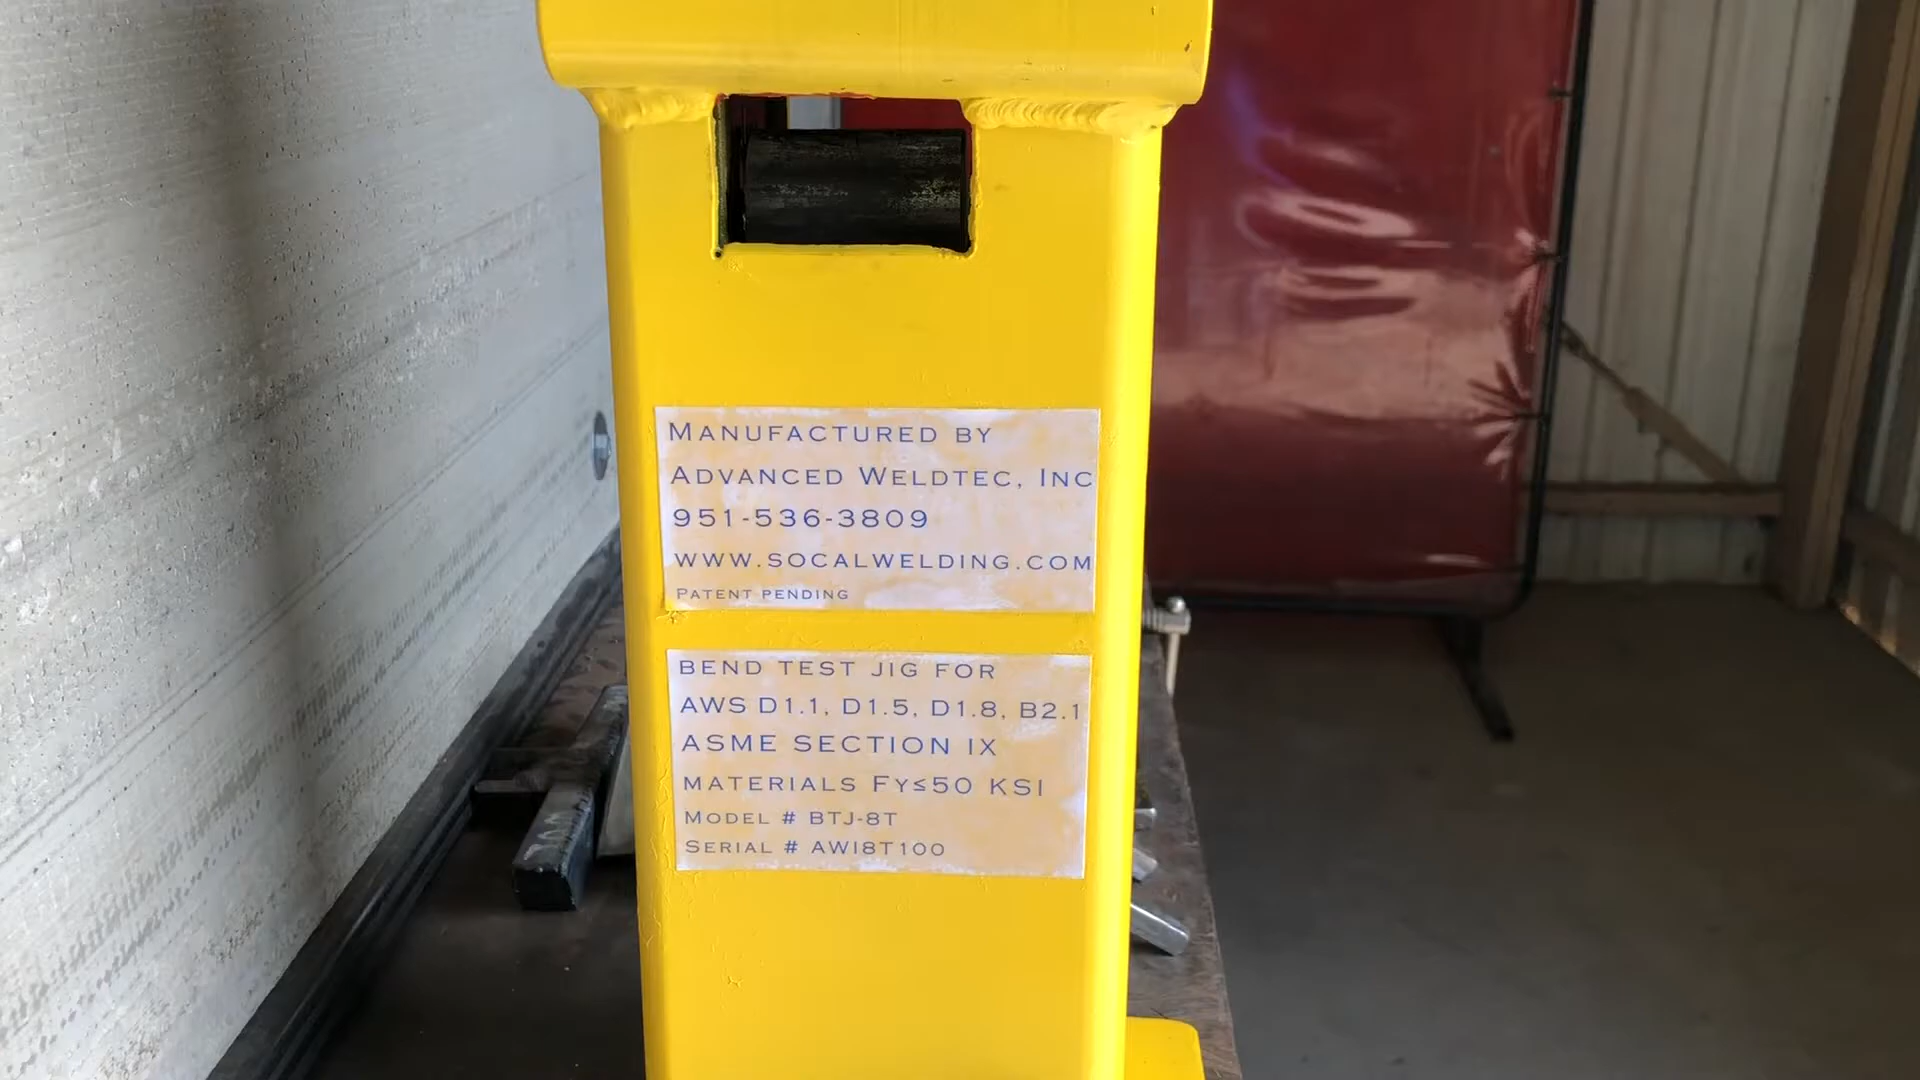 MANUFACTURED BY
ADVANCED WELDTEC, INC
951-536-3809
WWW.SOCALWELDING.COM
PATENT PENDING
BEND TEST JIG FOR
AWS D1.1, D1.5, D1.8, B2.1
ASME SECTION IX
MATERIALS FY≤50 KSI
MODEL # BTJ-8T
SERIAL # AWI8T100